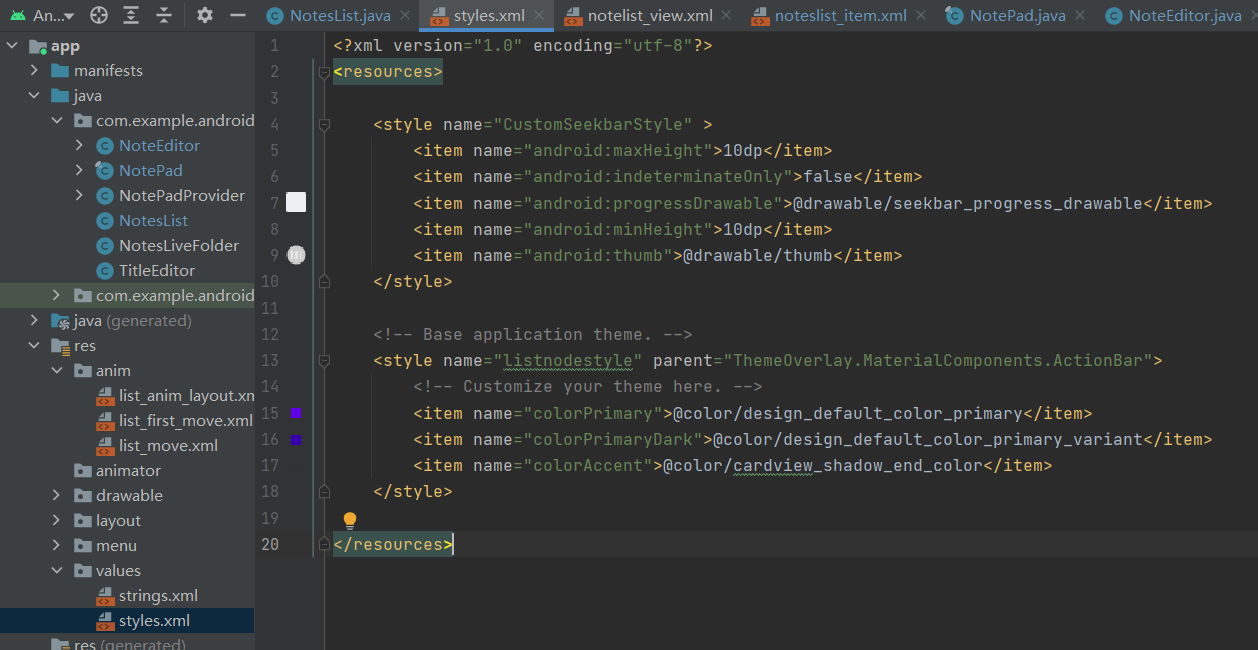 An...
NotesList.java
styles.xml
notelist_view.xml
noteslist_item.xml
NotePad.java
NoteEditor.java
app
manifests
java
com.example.android
NoteEditor
NotePad
NotePadProvider
NotesList
NotesLiveFolder
TitleEditor
com.example.android
java (generated)
res
anim
list_anim_layout.xm
list_first_move.xml
list_move.xml
animator
drawable
layout
menu
values
strings.xml
styles.xml
res (generated)
1 <?xml version="1.0" encoding="utf-8"?>
2 <resources>
3
4 <style name="CustomSeekbarStyle" >
5 <item name="android:maxHeight">10dp</item>
6 <item name="android:indeterminateOnly">false</item>
7 <item name="android:progressDrawable">@drawable/seekbar_progress_drawable</item>
8 <item name="android:minHeight">10dp</item>
9 <item name="android:thumb">@drawable/thumb</item>
10 </style>
11
12 <!-- Base application theme. -->
13 <style name="listnodestyle" parent="ThemeOverlay.MaterialComponents.ActionBar">
14 <!-- Customize your theme here. -->
15 <item name="colorPrimary">@color/design_default_color_primary</item>
16 <item name="colorPrimaryDark">@color/design_default_color_primary_variant</item>
17 <item name="colorAccent">@color/cardview_shadow_end_color</item>
18 </style>
19
20 </resources>